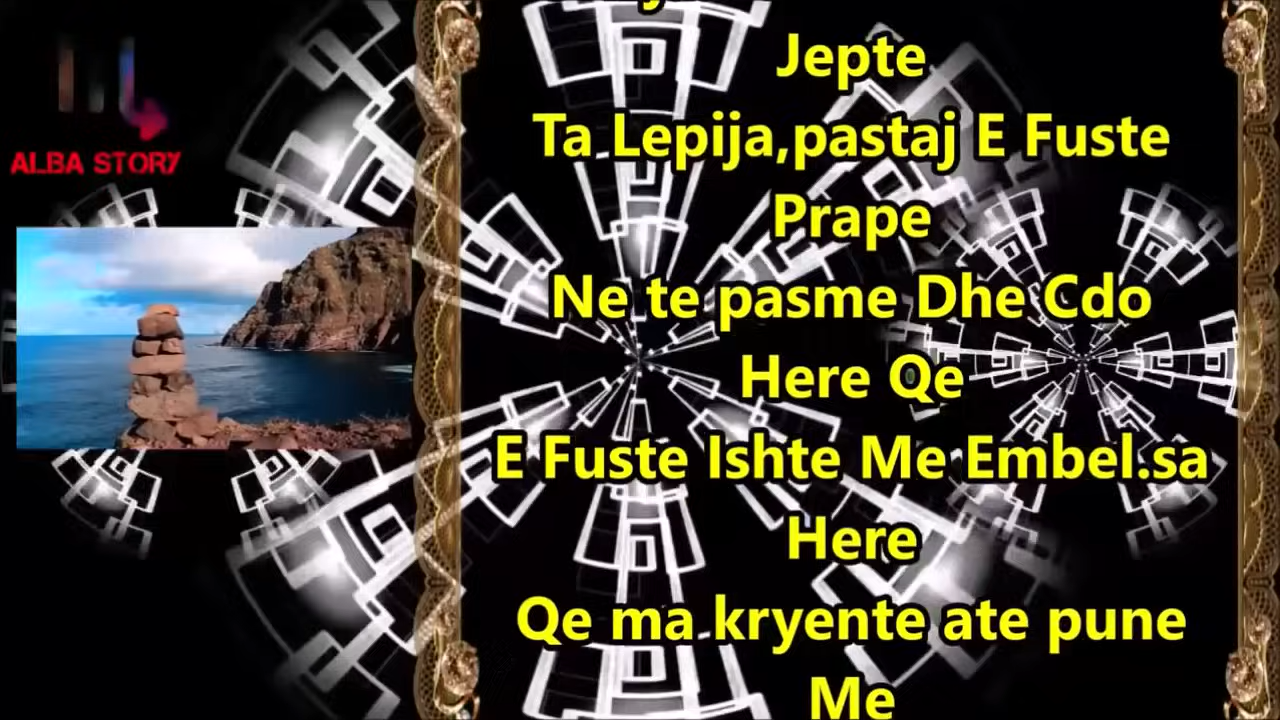 ALBA STORY
Jepte
Ta Lepija,pastaj E Fuste
Prape
Ne te pasme Dhe Cdo
Here Qe
E Fuste Ishte Me Embel.sa
Here
Qe ma kryente ate pune
Me